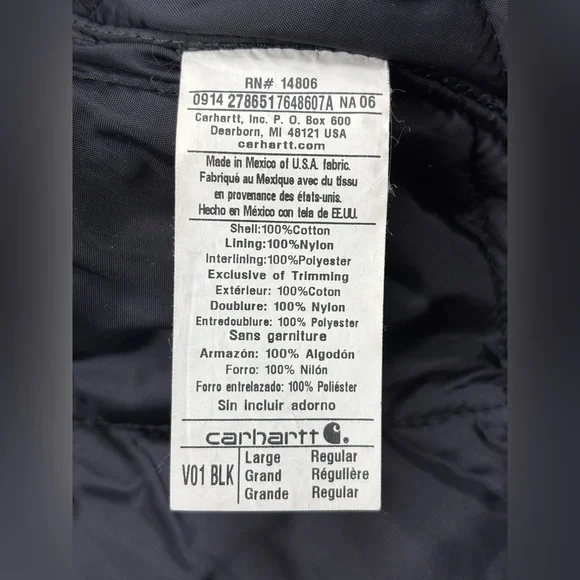 RN# 14806
0914 2786517648607A NA 06
Carhartt, Inc. P. O. Box 600
Dearborn, MI 48121 USA
carhartt.com
Made in Mexico of U.S.A. fabric.
Fabriqué au Mexique avec du tissu
en provenance des états-unis.
Hecho en México con tela de EE.UU.
Shell:100%Cotton
Lining:100%Nylon
Interlining:100%Polyester
Exclusive of Trimming
Extérieur: 100%Coton
Doublure: 100% Nylon
Entredoublure: 100% Polyester
Sans garniture
Armazón: 100% Algodón
Forro: 100% Nilón
Forro entrelazado: 100% Poliéster
Sin incluir adorno
carhartt
V01 BLK
Large Regular
Grand Régulière
Grande Regular